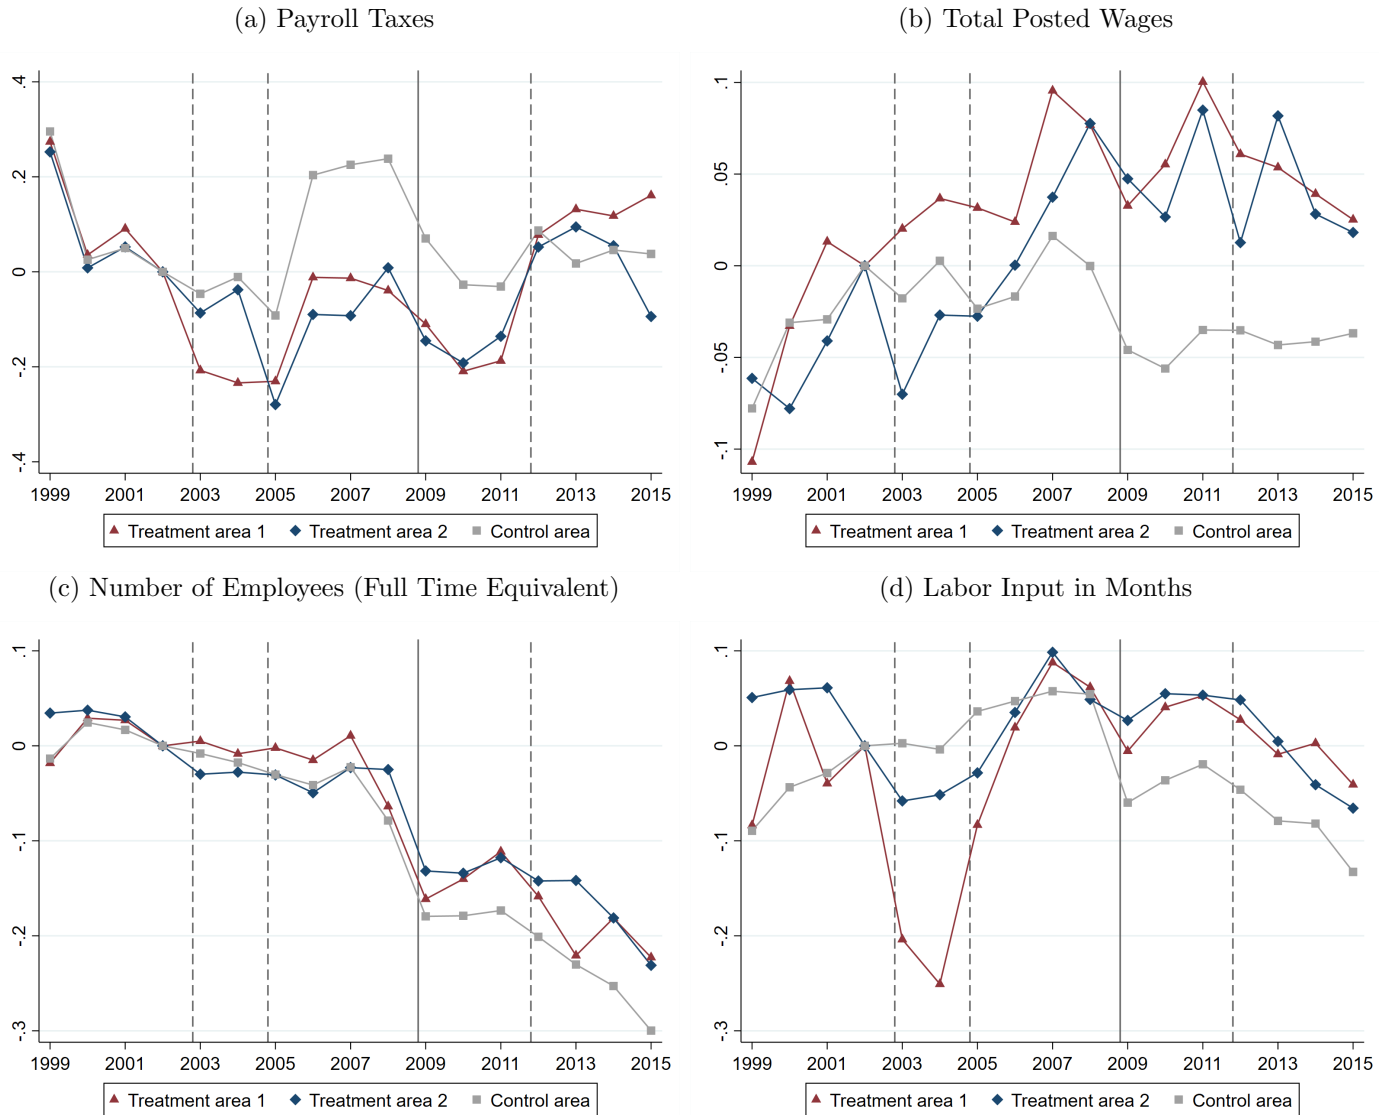 (a) Payroll Taxes
.4
.2
0
.2
-.4
1999 2001 2003 2005 2007 2009 2011 2013 2015
Treatment area 1 Treatment area 2 Control area
(b) Total Posted Wages
.1
.05
0
-.05
-.1
1999 2001 2003 2005 2007 2009 2011 2013 2015
Treatment area 1 Treatment area 2 Control area
(c) Number of Employees (Full Time Equivalent)
.1
0
-.1
-.2
-.3
1999 2001 2003 2005 2007 2009 2011 2013 2015
Treatment area 1 Treatment area 2 Control area
(d) Labor Input in Months
.1
0
-.1
-.2
-.3
1999 2001 2003 2005 2007 2009 2011 2013 2015
Treatment area 1 Treatment area 2 Control area